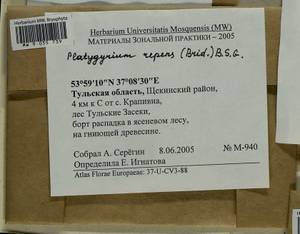 Herbarium MW, Bryophyta
Herbarium Universitatis Mosquensis (MW)
Материалы Зональной практики – 2005
Platygyrium repens (Brid.) B.S.G.
53°59'10"N 37°08'30"E
Тульская область, Щекинский район,
4 км к С от с. Крапивна,
лес Тульские Засеки,
борт распадка в ясеневом лесу,
на гниющей древесине.
Собрал А. Серёгин 8.06.2005
Определила Е. Игнатова № M-940
Atlas Florae Europaeae: 37-U-CV3-88